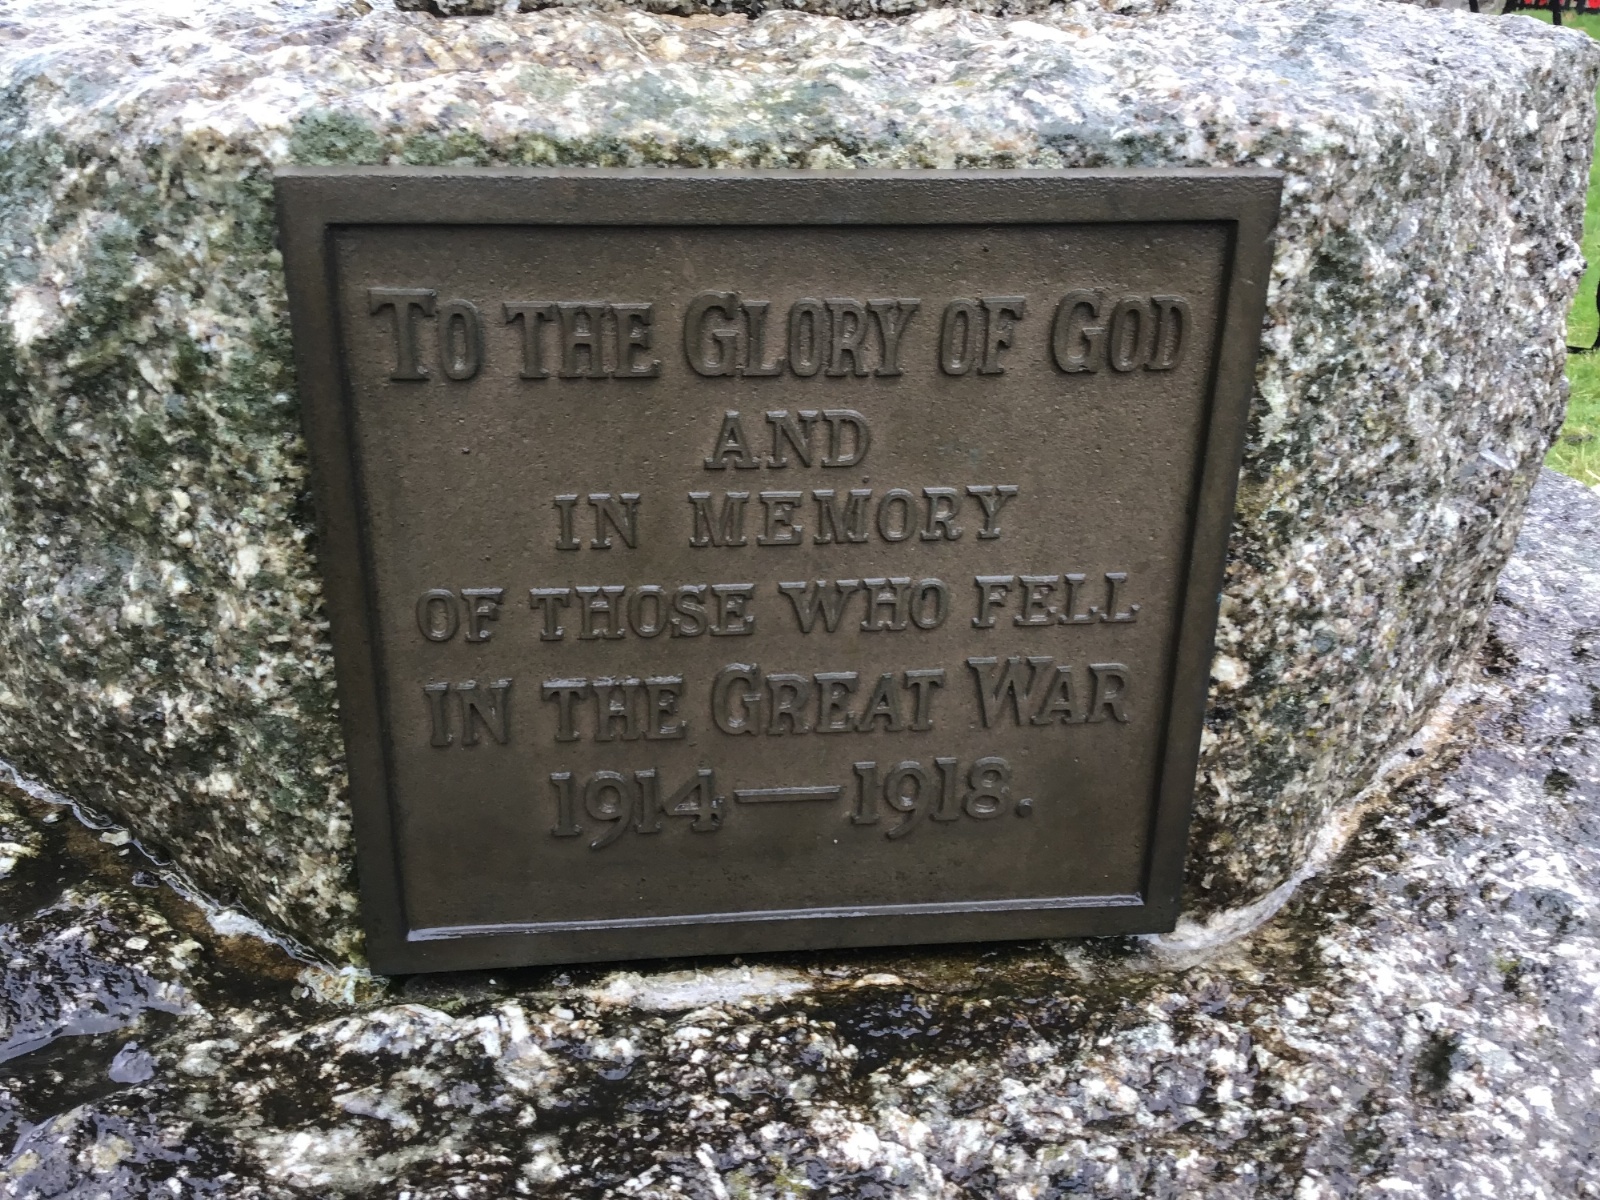 To the Glory of God
AND
IN MEMORY
OF THOSE WHO FELL
IN THE GREAT WAR
1914—1918.